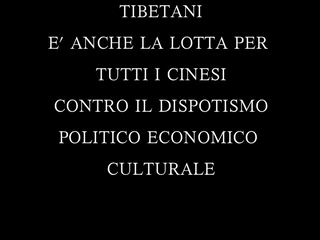 TIBETANI
E' ANCHE LA LOTTA PER
TUTTI I CINESI
CONTRO IL DISPOTISMO
POLITICO ECONOMICO
CULTURALE